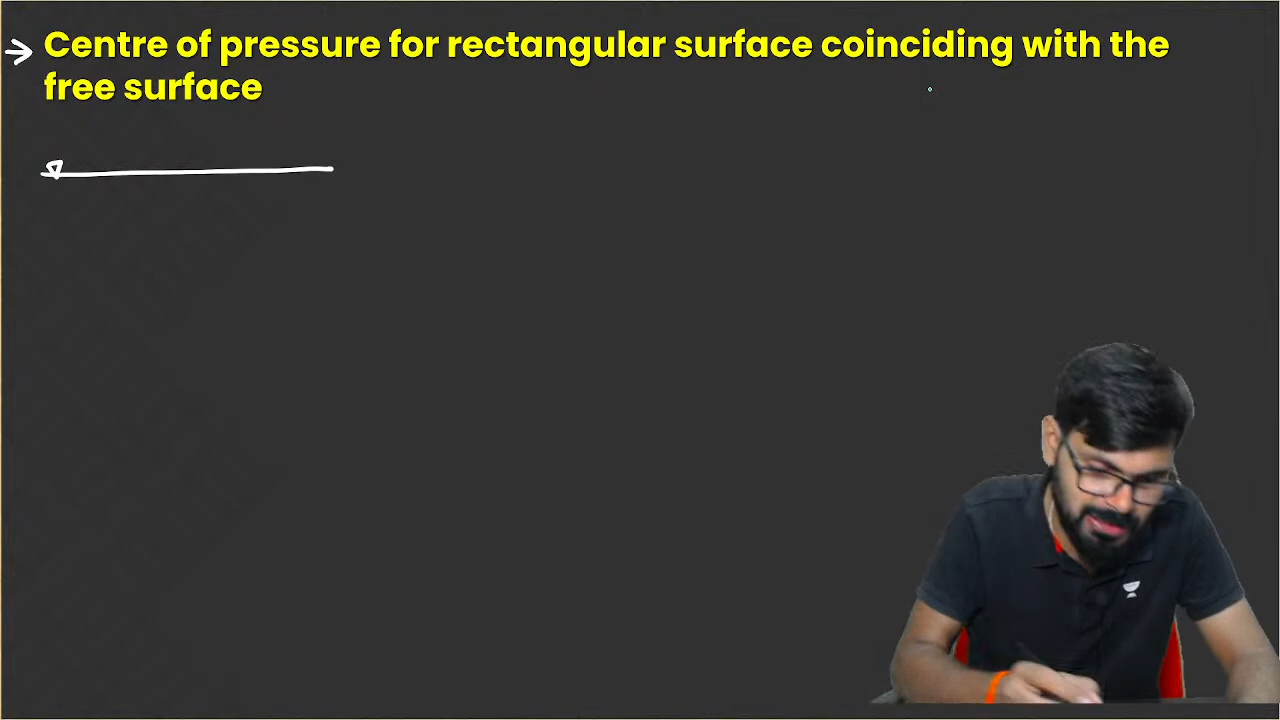 Centre of pressure for rectangular surface coinciding with the
free surface